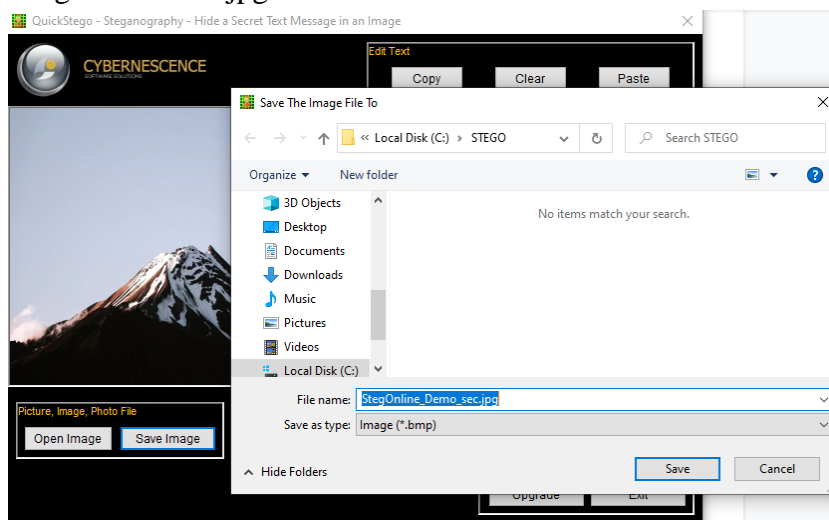 QuickStego - Steganography - Hide a Secret Text Message in an Image
CYBERNESCENCE
SOFTWARE SOLUTIONS
Edit Text
Copy Clear Paste
Save The Image File To
« Local Disk (C:) › STEGO
Search STEGO
Organize New folder
3D Objects
Desktop
Documents
Downloads
Music
Pictures
Videos
Local Disk (C:)
No items match your search.
File name: StegOnline_Demo_sec.jpg
Save as type: Image (*.bmp)
Hide Folders
Save Cancel
Picture, Image, Photo File
Open Image Save Image
Upgrade Exit